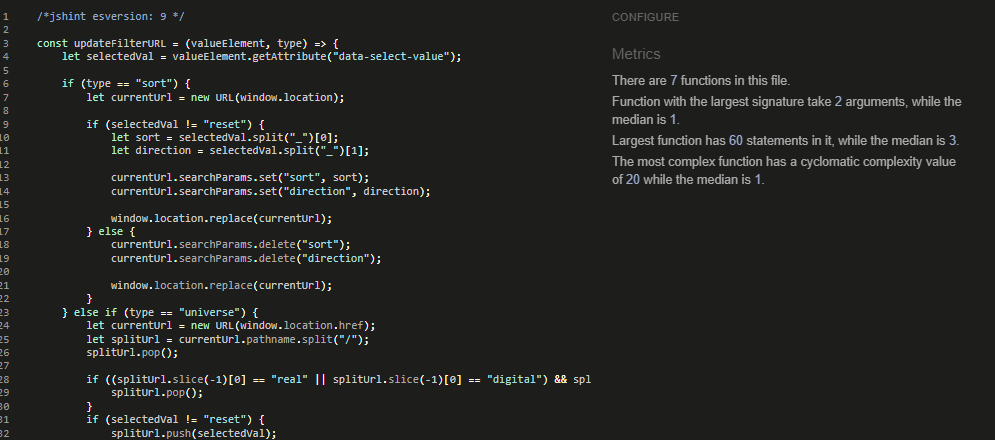 1 /*jshint esversion: 9 */
2
3 const updateFilterURL = (valueElement, type) => {
4 let selectedVal = valueElement.getAttribute("data-select-value");
5
6 if (type == "sort") {
7 let currentUrl = new URL(window.location);
8
9 if (selectedVal != "reset") {
10 let sort = selectedVal.split("_")[0];
11 let direction = selectedVal.split("_")[1];
12
13 currentUrl.searchParams.set("sort", sort);
14 currentUrl.searchParams.set("direction", direction);
15
16 window.location.replace(currentUrl);
17 } else {
18 currentUrl.searchParams.delete("sort");
19 currentUrl.searchParams.delete("direction");
20
21 window.location.replace(currentUrl);
22 }
23 } else if (type == "universe") {
24 let currentUrl = new URL(window.location.href);
25 let splitUrl = currentUrl.pathname.split("/");
26 splitUrl.pop();
27
28 if ((splitUrl.slice(-1)[0] == "real" || splitUrl.slice(-1)[0] == "digital") && spl
29 splitUrl.pop();
30 }
31 if (selectedVal != "reset") {
32 splitUrl.push(selectedVal);
CONFIGURE
Metrics
There are 7 functions in this file.
Function with the largest signature take 2 arguments, while the
median is 1.
Largest function has 60 statements in it, while the median is 3.
The most complex function has a cyclomatic complexity value
of 20 while the median is 1.